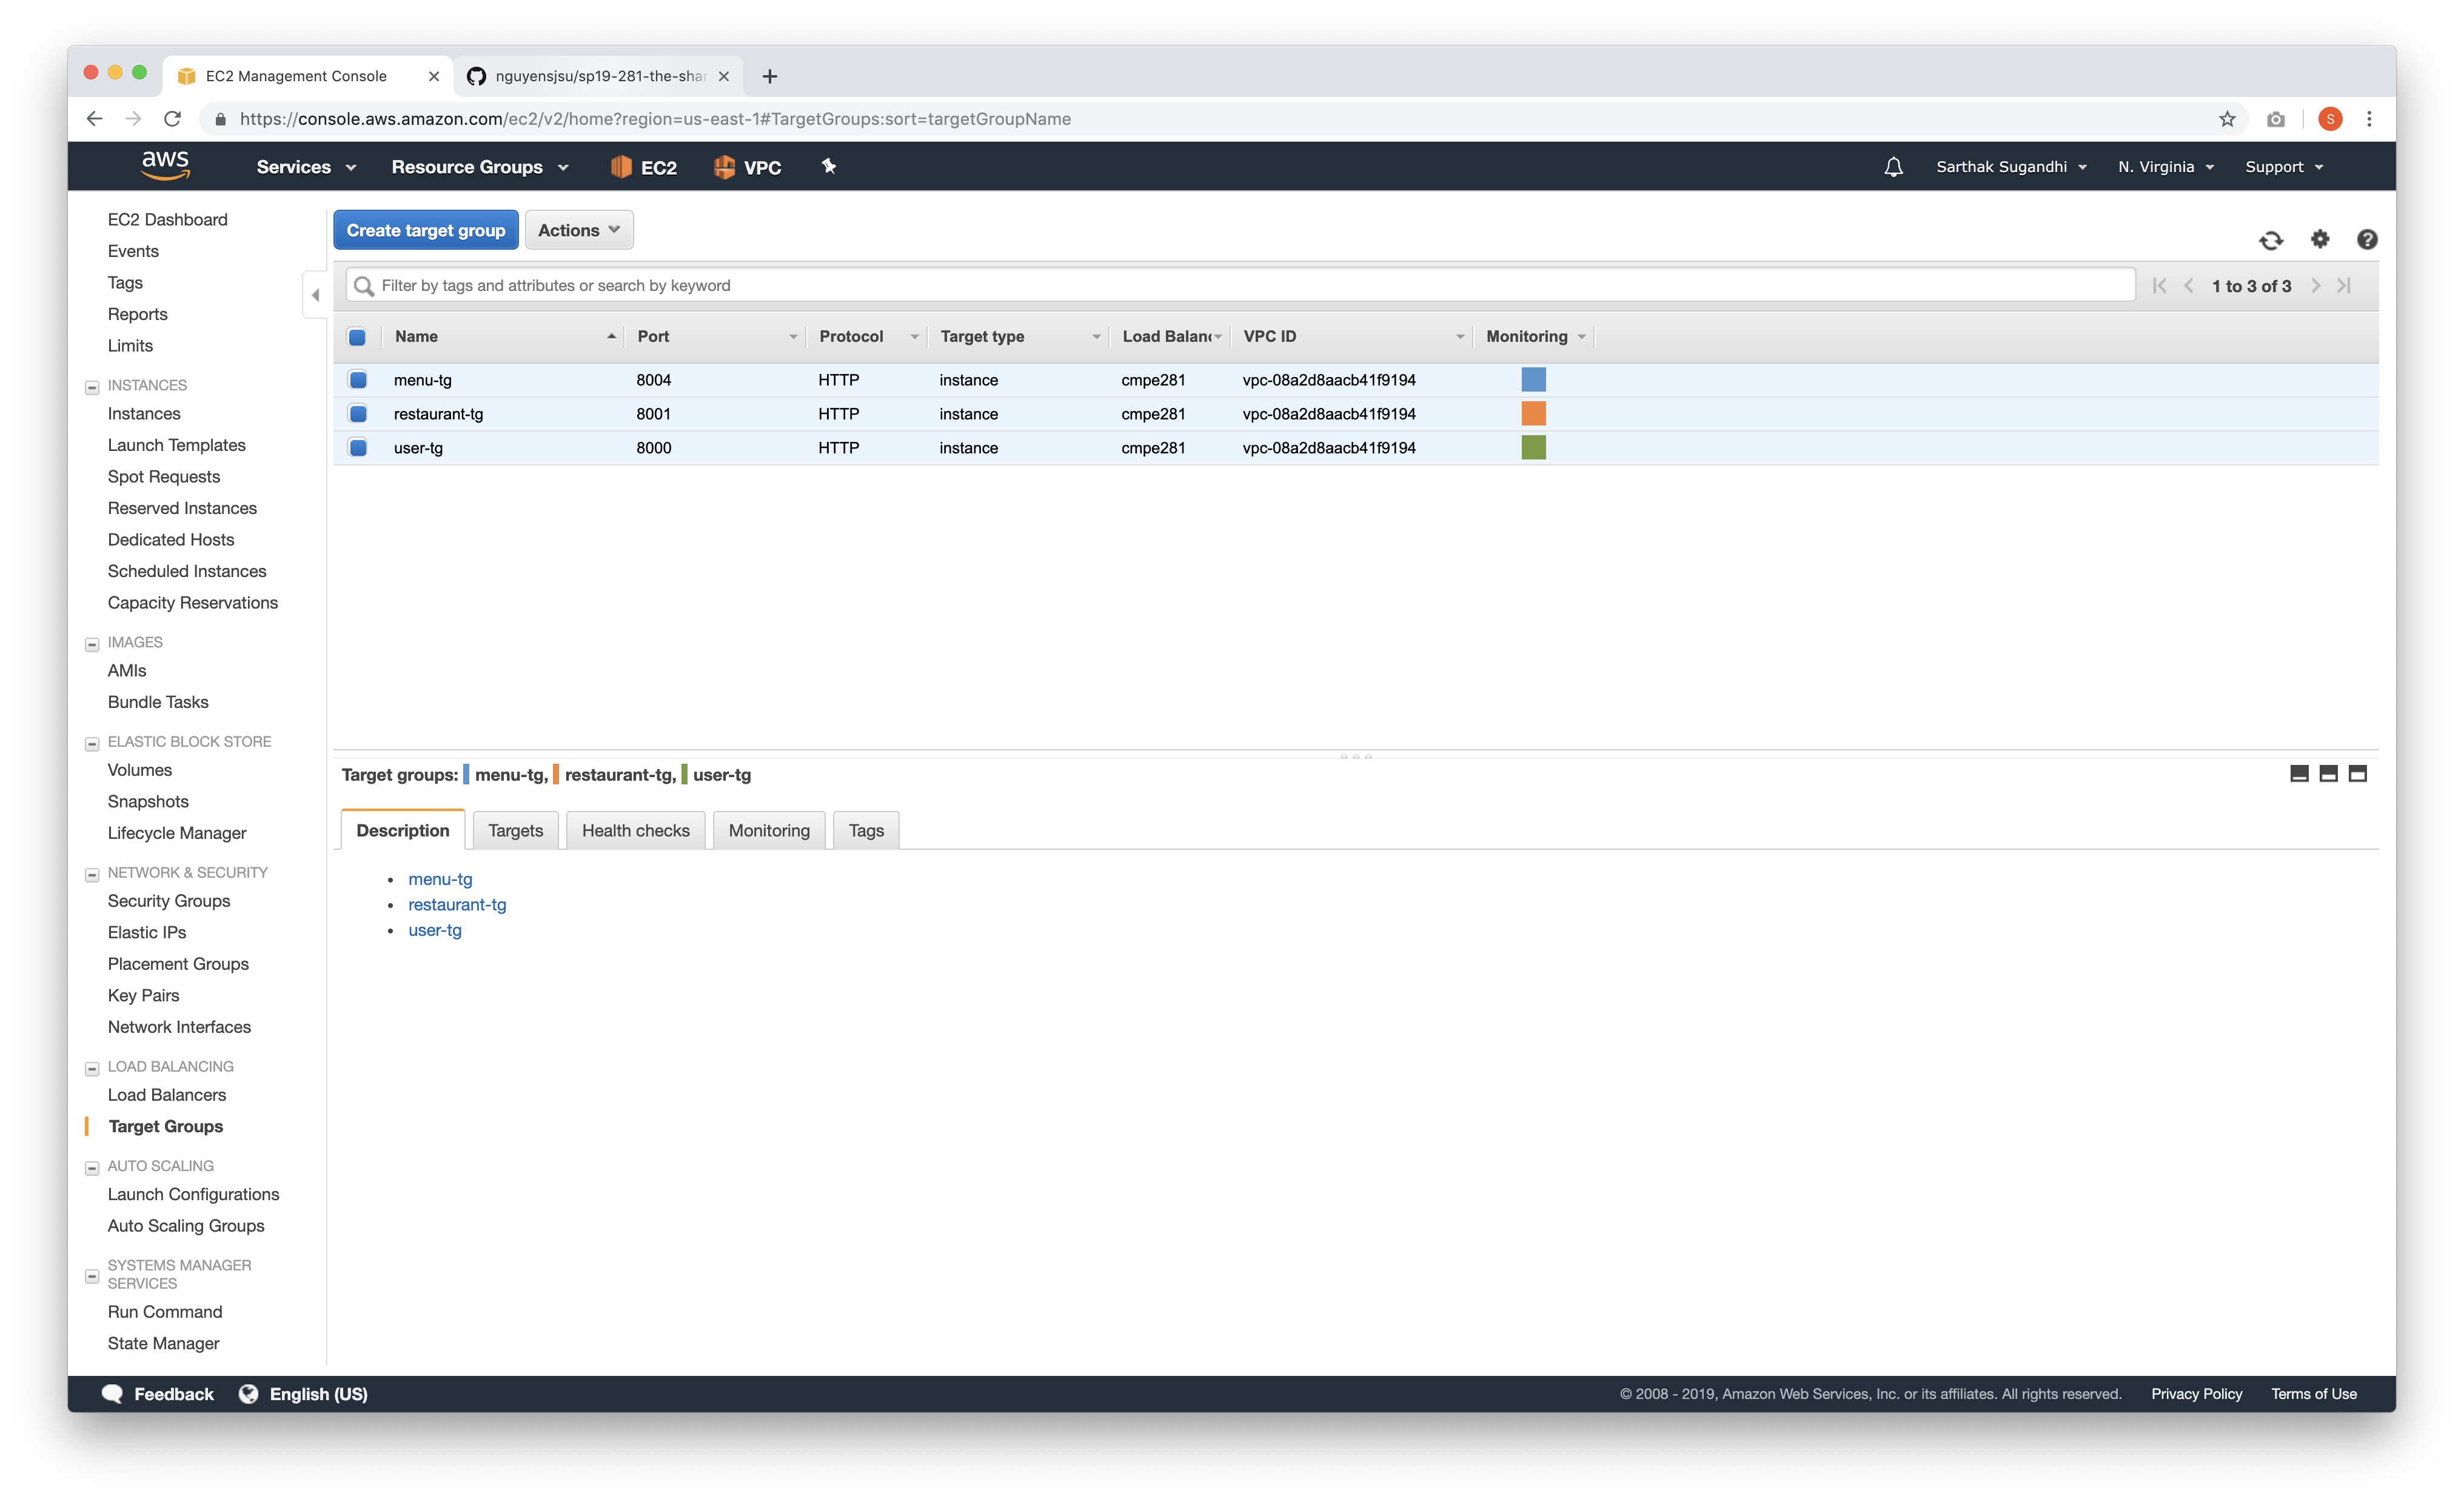 EC2 Management Console
nguyensjsu/sp19-281-the-shar
https://console.aws.amazon.com/ec2/v2/home?region=us-east-1#TargetGroups:sort=targetGroupName
S
aws
Services
Resource Groups
EC2
VPC
Sarthak Sugandhi
N. Virginia
Support
EC2 Dashboard
Events
Tags
Reports
Limits
INSTANCES
Instances
Launch Templates
Spot Requests
Reserved Instances
Dedicated Hosts
Scheduled Instances
Capacity Reservations
IMAGES
AMIs
Bundle Tasks
ELASTIC BLOCK STORE
Volumes
Snapshots
Lifecycle Manager
NETWORK & SECURITY
Security Groups
Elastic IPs
Placement Groups
Key Pairs
Network Interfaces
LOAD BALANCING
Load Balancers
Target Groups
AUTO SCALING
Launch Configurations
Auto Scaling Groups
SYSTEMS MANAGER
SERVICES
Run Command
State Manager
Create target group
Actions
Filter by tags and attributes or search by keyword
1 to 3 of 3
Name Port Protocol Target type Load Balanc VPC ID Monitoring
menu-tg 8004 HTTP instance cmpe281 vpc-08a2d8aacb41f9194
restaurant-tg 8001 HTTP instance cmpe281 vpc-08a2d8aacb41f9194
user-tg 8000 HTTP instance cmpe281 vpc-08a2d8aacb41f9194
Target groups: menu-tg, restaurant-tg, user-tg
Description
Targets
Health checks
Monitoring
Tags
menu-tg
restaurant-tg
user-tg
Feedback
English (US)
© 2008 - 2019, Amazon Web Services, Inc. or its affiliates. All rights reserved.
Privacy Policy
Terms of Use